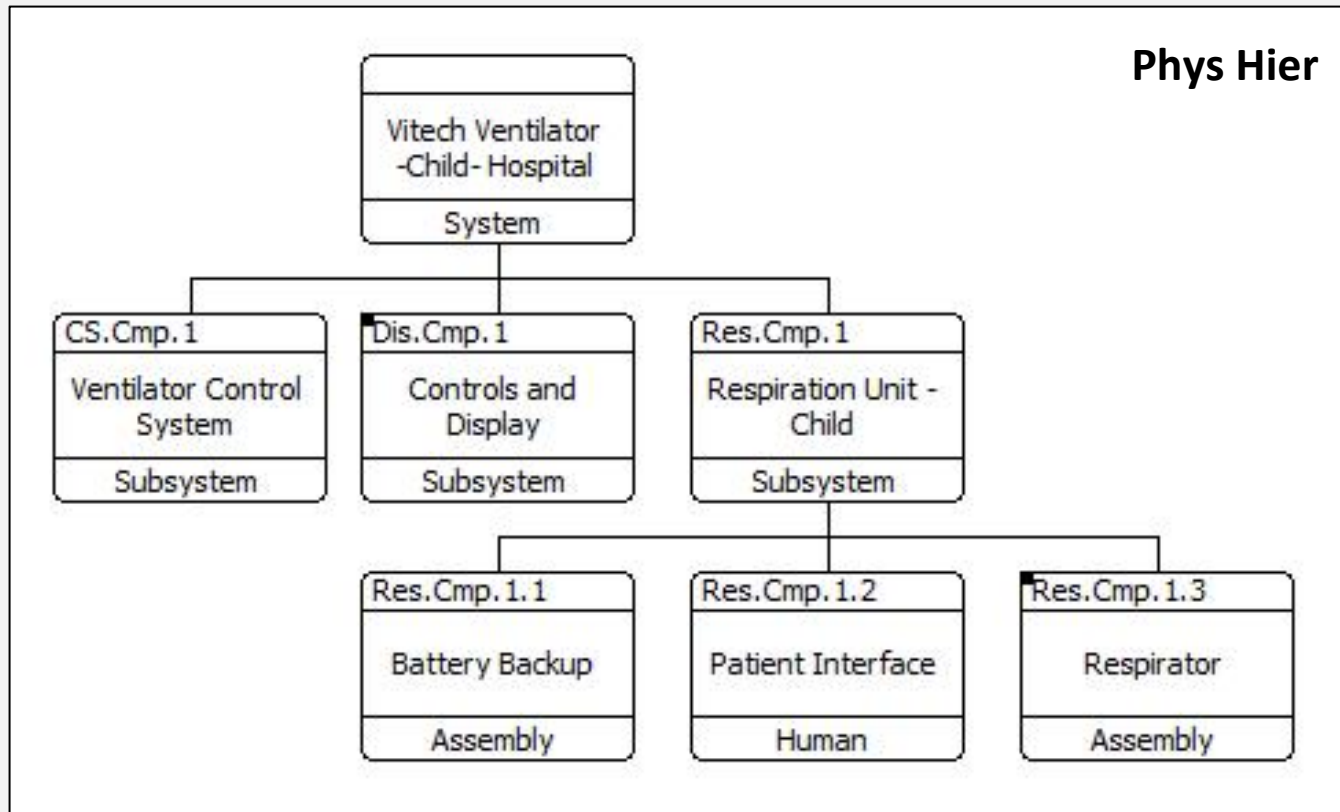 Phys Hier
Vitech Ventilator
-Child- Hospital
System
CS.Cmp.1
Ventilator Control
System
Subsystem
Dis.Cmp.1
Controls and
Display
Subsystem
Res.Cmp.1
Respiration Unit -
Child
Subsystem
Res.Cmp.1.1
Battery Backup
Assembly
Res.Cmp.1.2
Patient Interface
Human
Res.Cmp.1.3
Respirator
Assembly